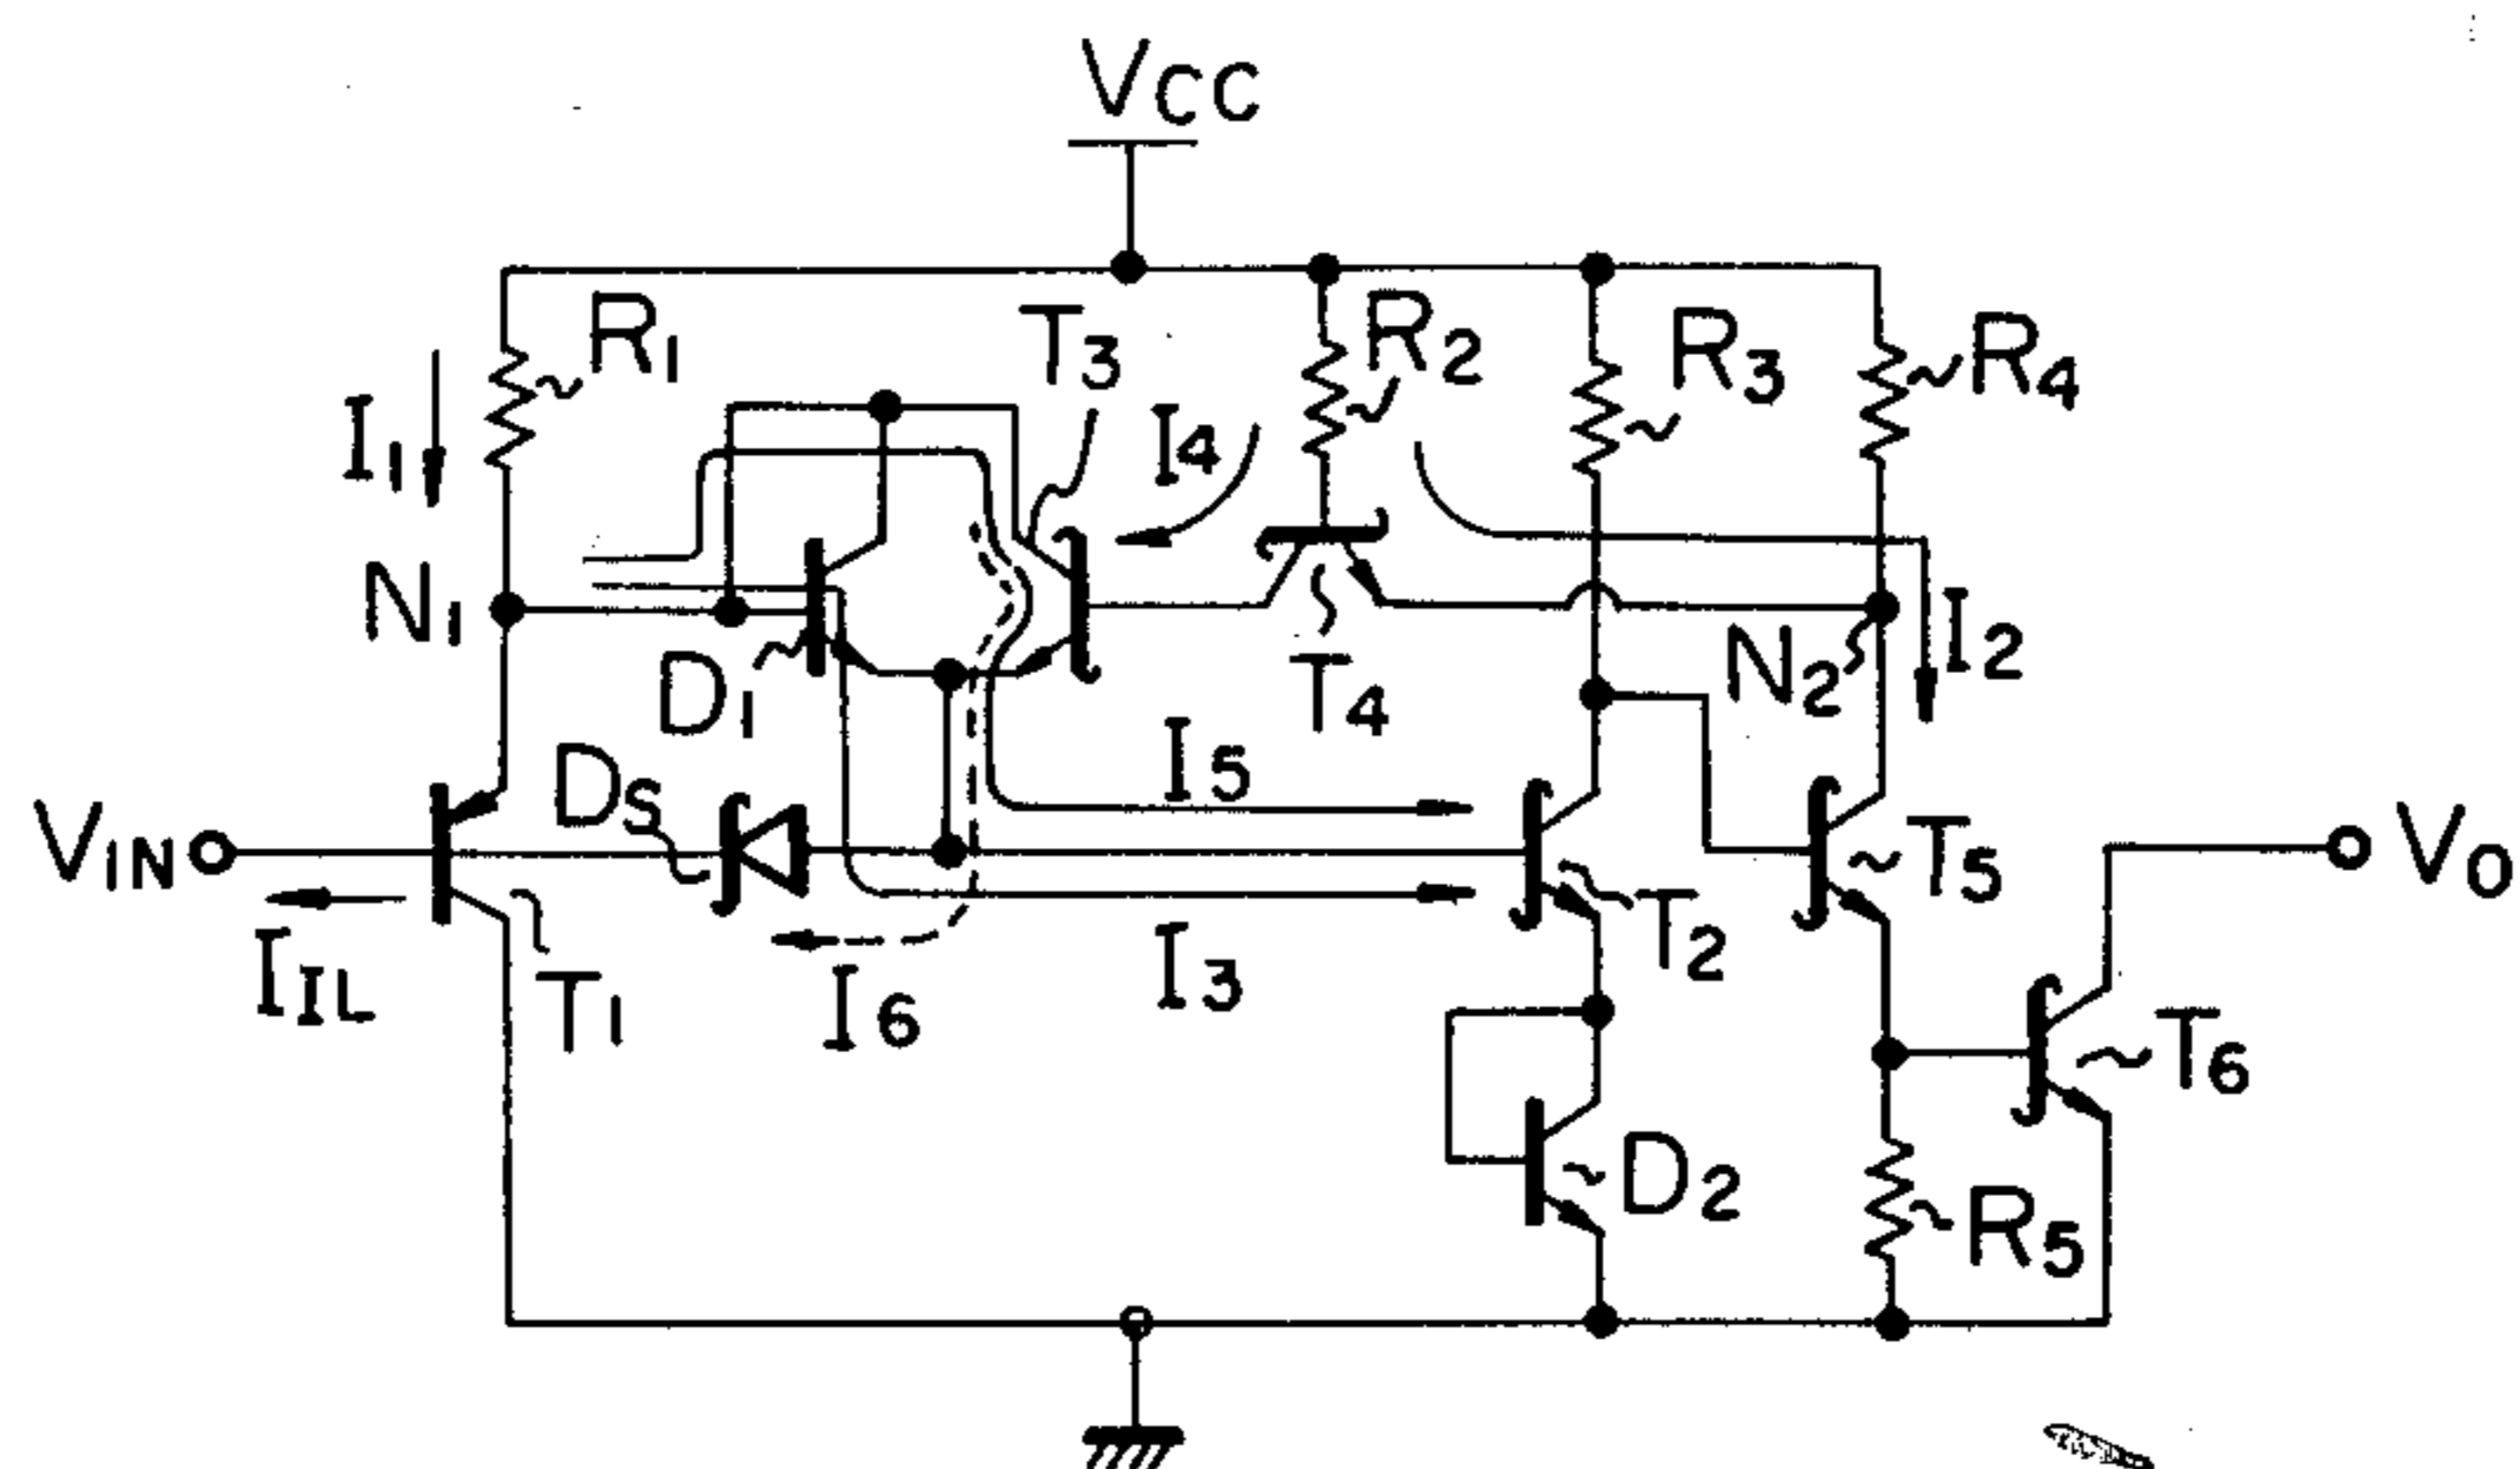 VCC
R1
T3
R2
R3
R4
I1
I4
N1
I2
N2
D1
T4
I5
DS
VIN
T5
VO
T2
IIL
I3
T1
I6
T6
D2
R5